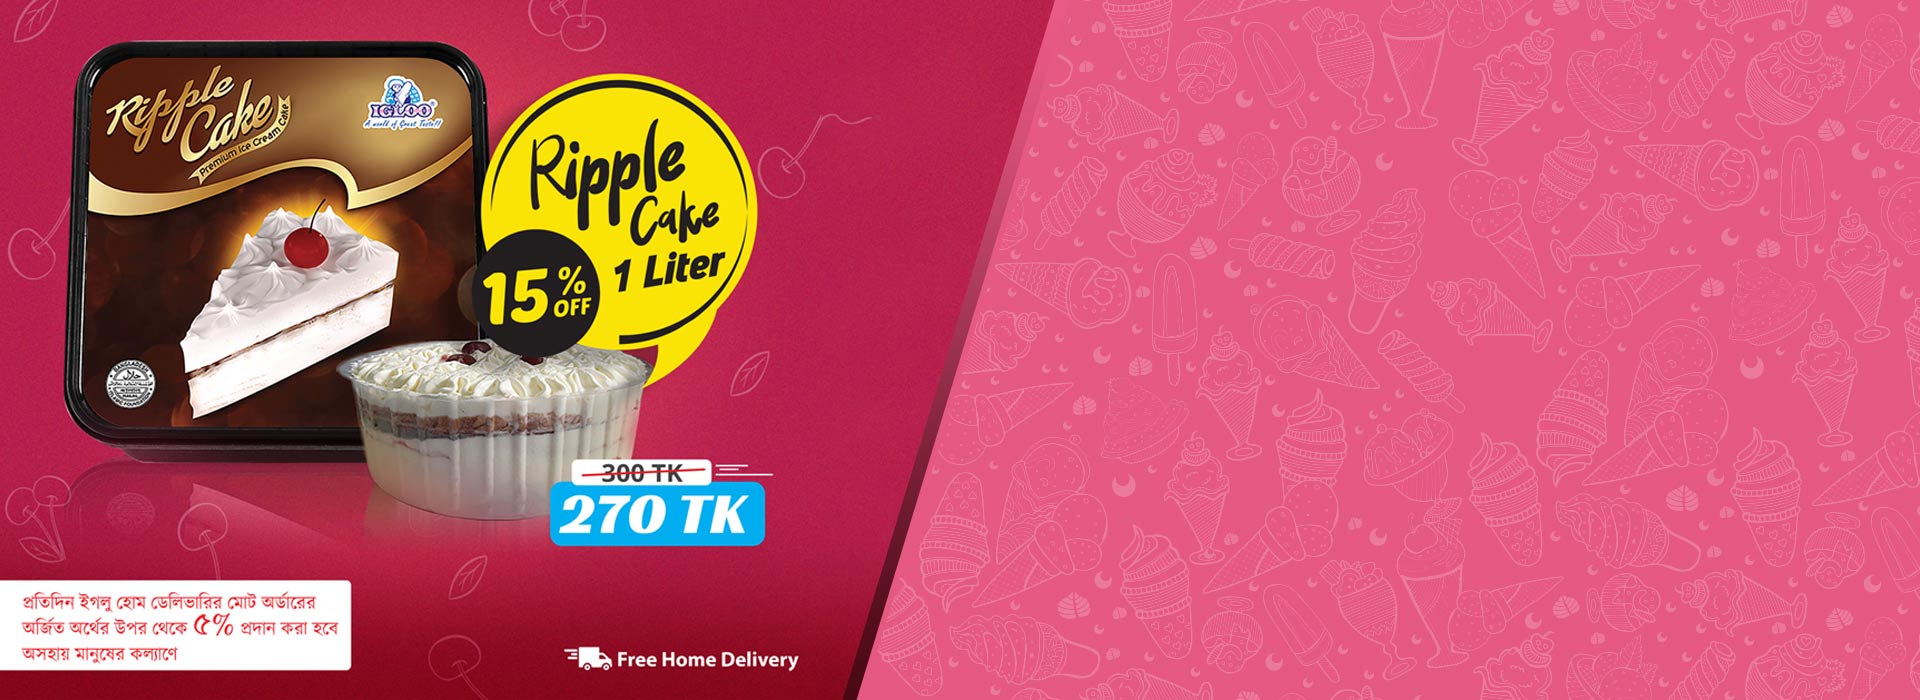 Ripple
Cake
Premium Ice Cream Cake
IGLOO
A world of Great Taste!!
Ripple
Cake
1 Liter
15% OFF
300 TK
270 TK
প্রতিদিন ইগলু হোম ডেলিভারির মোট অর্ডারের
অর্জিত অর্থের উপর থেকে ৫% প্রদান করা হবে
অসহায় মানুষের কল্যাণে
Free Home Delivery